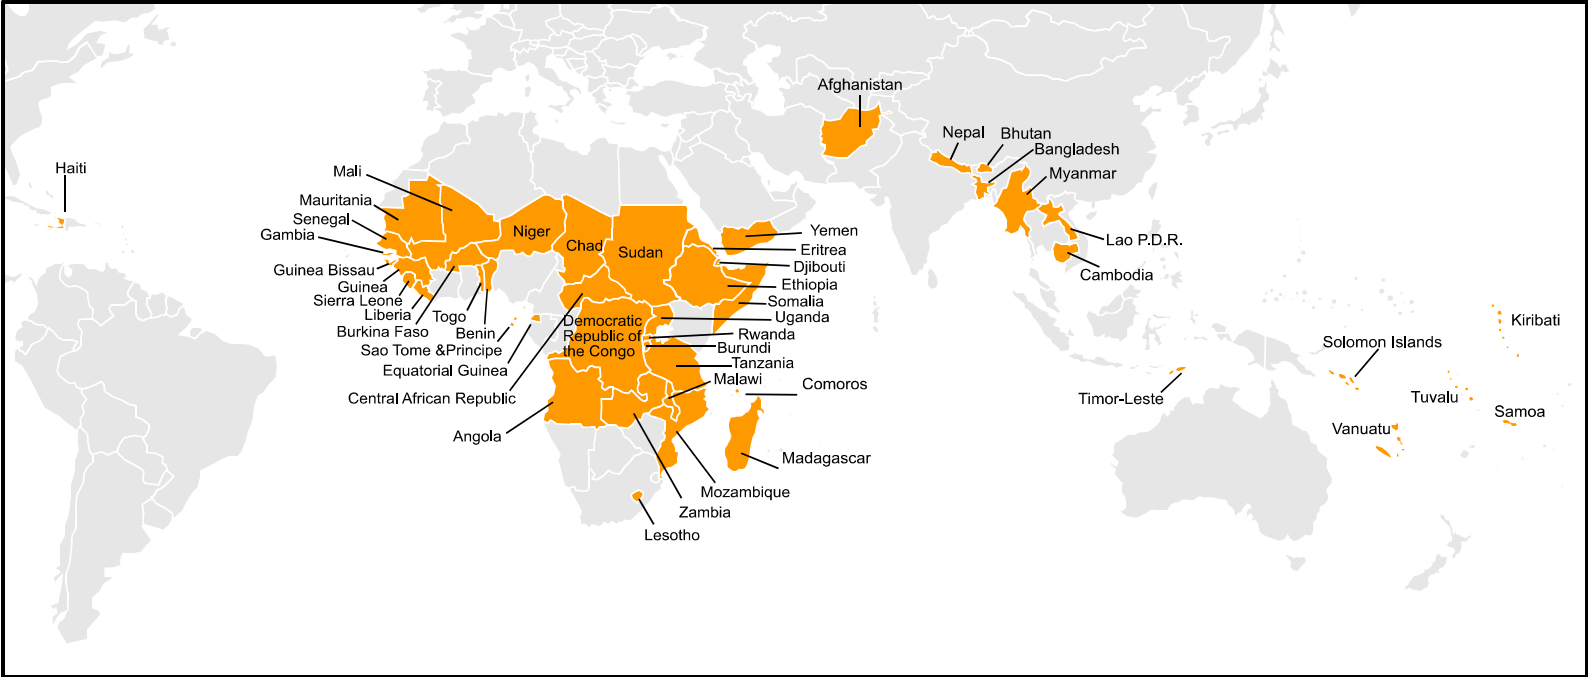 Afghanistan
Nepal
Bhutan
Bangladesh
Myanmar
Haiti
Mali
Mauritania
Senegal
Gambia
Niger
Chad
Sudan
Yemen
Eritrea
Djibouti
Ethiopia
Somalia
Uganda
Rwanda
Burundi
Tanzania
Malawi
Comoros
Lao P.D.R.
Cambodia
Guinea Bissau
Guinea
Sierra Leone
Liberia
Burkina Faso
Togo
Benin
Sao Tome &Principe
Equatorial Guinea
Central African Republic
Democratic
Republic of
the Congo
Angola
Madagascar
Mozambique
Zambia
Lesotho
Kiribati
Solomon Islands
Timor-Leste
Tuvalu
Samoa
Vanuatu